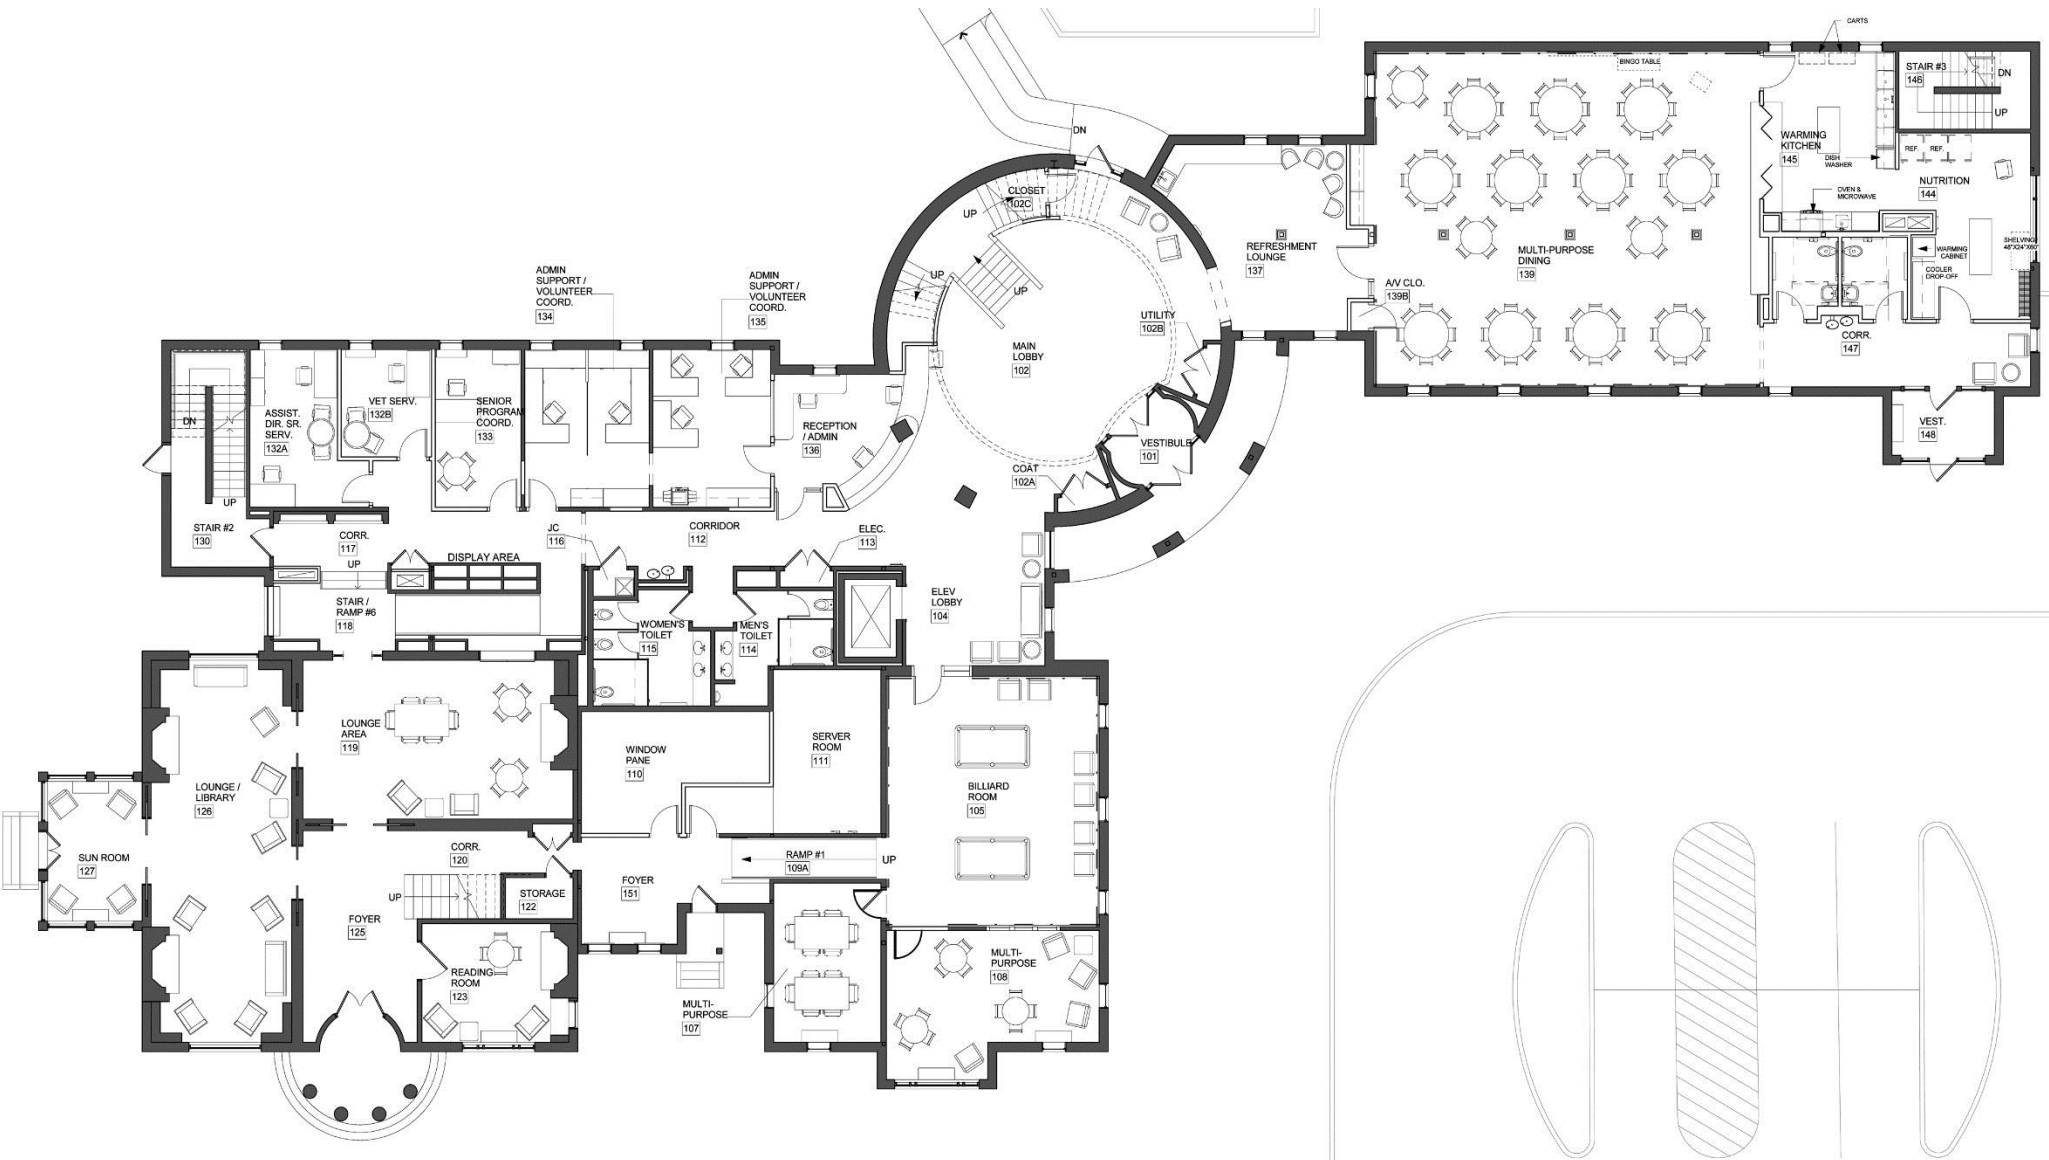 CARTS
BINGO TABLE
STAIR #3
146
DN
UP
WARMING
KITCHEN
145
DISH
WASHER
REF.
REF.
NUTRITION
144
OVEN &
MICROWAVE
SHELVING
48"X24"X60"
WARMING
CABINET
COOLER
DROP-OFF
MULTI-PURPOSE
DINING
139
A/V CLO.
139B
CORR.
147
VEST.
148
REFRESHMENT
LOUNGE
137
DN
CLOSET
102C
UP
UP
UP
UTILITY
102B
MAIN
LOBBY
102
VESTIBULE
101
COAT
102A
ADMIN
SUPPORT /
VOLUNTEER
COORD.
134
ADMIN
SUPPORT /
VOLUNTEER
COORD.
135
RECEPTION
/ ADMIN
136
SENIOR
PROGRAM
COORD.
133
VET SERV.
132B
ASSIST.
DIR. SR.
SERV.
132A
DN
UP
STAIR #2
130
CORR.
117
UP
DISPLAY AREA
JC
116
CORRIDOR
112
ELEC.
113
STAIR /
RAMP #6
118
WOMEN'S
TOILET
115
MEN'S
TOILET
114
ELEV
LOBBY
104
LOUNGE
AREA
119
WINDOW
PANE
110
SERVER
ROOM
111
BILLIARD
ROOM
105
LOUNGE /
LIBRARY
126
SUN ROOM
127
CORR.
120
UP
STORAGE
122
FOYER
151
RAMP #1
109A
UP
FOYER
125
READING
ROOM
123
MULTI-
PURPOSE
107
MULTI-
PURPOSE
108